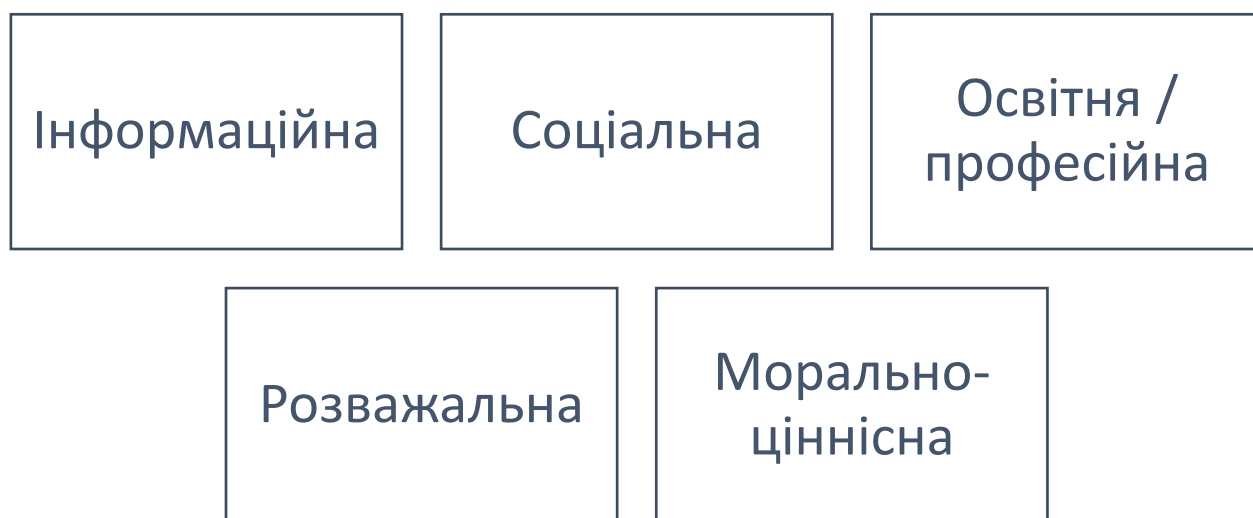 Інформаційна
Соціальна
Освітня /
професійна
Розважальна
Морально-
ціннісна